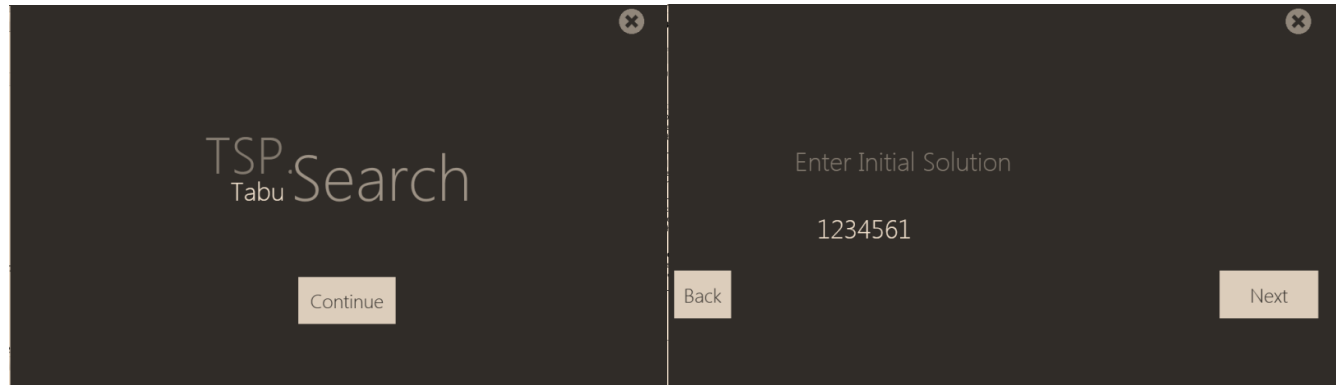 TSP.
Tabu Search
Continue
Enter Initial Solution
1234561
Back
Next